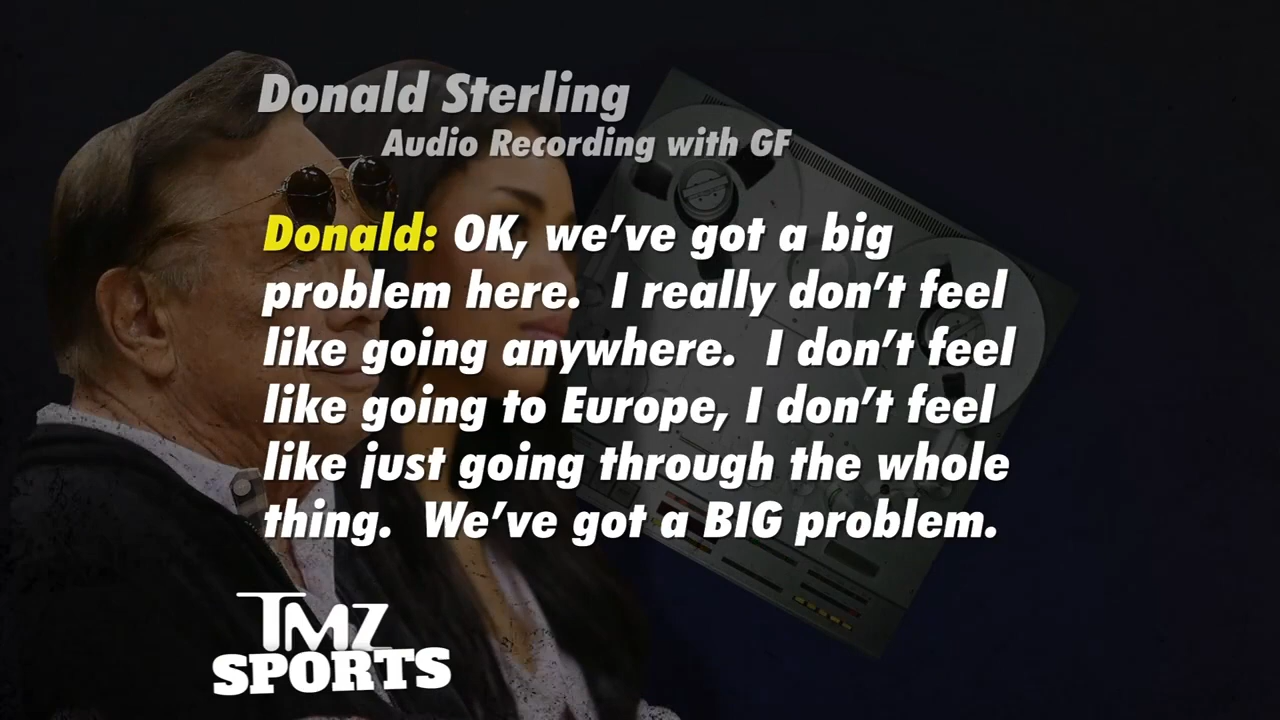 Donald Sterling
Audio Recording with GF
Donald: OK, we've got a big
problem here.  I really don't feel
like going anywhere.  I don't feel
like going to Europe, I don't feel
like just going through the whole
thing.  We've got a BIG problem.
TMZ
SPORTS